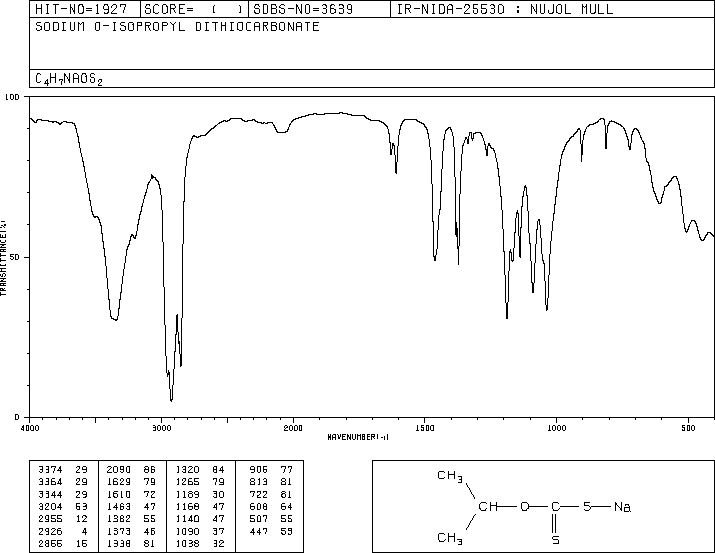 HIT-NO=1927 SCORE= ( ) SDBS-NO=3639 IR-NIDA-25530 : NUJOL MULL
SODIUM O-ISOPROPYL DITHIOCARBONATE
C4H7NAOS2
100
50
0
TRANSMITTANCE(%)
4000 3000 2000 1500 1000 500
WAVENUMBER(-1)
3374 29 2090 86 1320 84 906 77
3364 29 1629 79 1265 79 813 81
3344 29 1610 72 1189 30 722 81
3204 53 1463 47 1168 47 608 64
2955 12 1382 55 1140 47 507 55
2926 4 1373 46 1090 37 447 53
2855 15 1338 81 1038 32
CH3
CH O C S Na
CH3 S